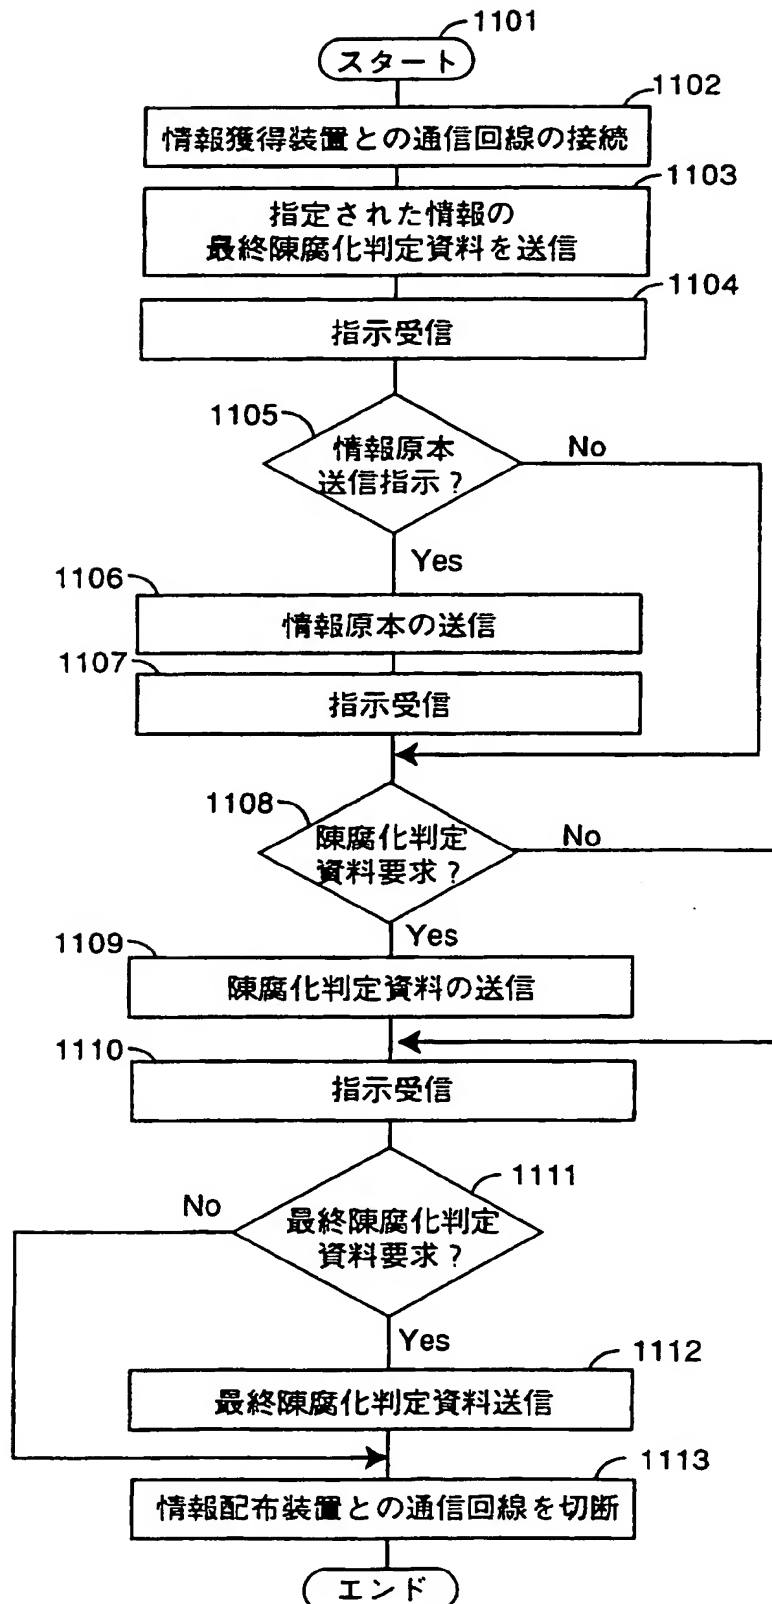 1101
スタート
1102
情報獲得装置との通信回線の接続
1103
指定された情報の
最終陳腐化判定資料を送信
1104
指示受信
1105
情報原本
送信指示?
No
Yes
1106
情報原本の送信
1107
指示受信
1108
陳腐化判定
資料要求?
No
Yes
1109
陳腐化判定資料の送信
1110
指示受信
1111
最終陳腐化判定
資料要求?
No
Yes
1112
最終陳腐化判定資料送信
1113
情報配布装置との通信回線を切断
エンド